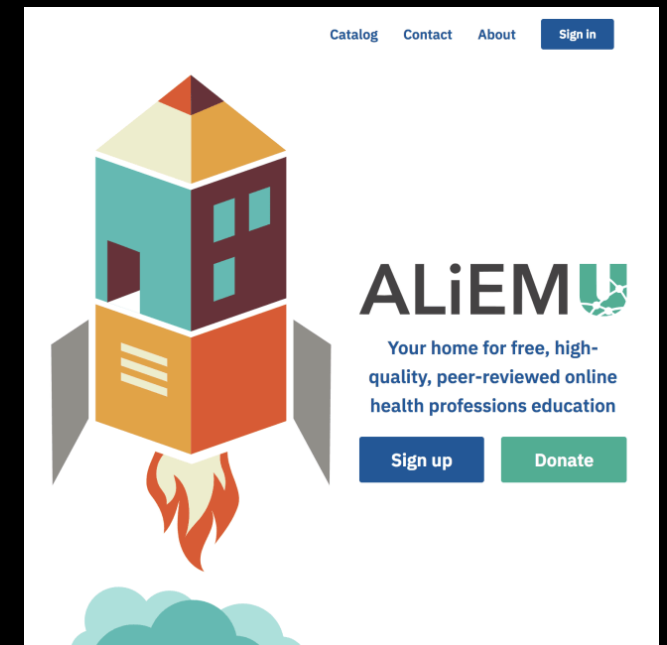 Catalog Contact About Sign in
ALiEMU
Your home for free, high-
quality, peer-reviewed online
health professions education
Sign up Donate